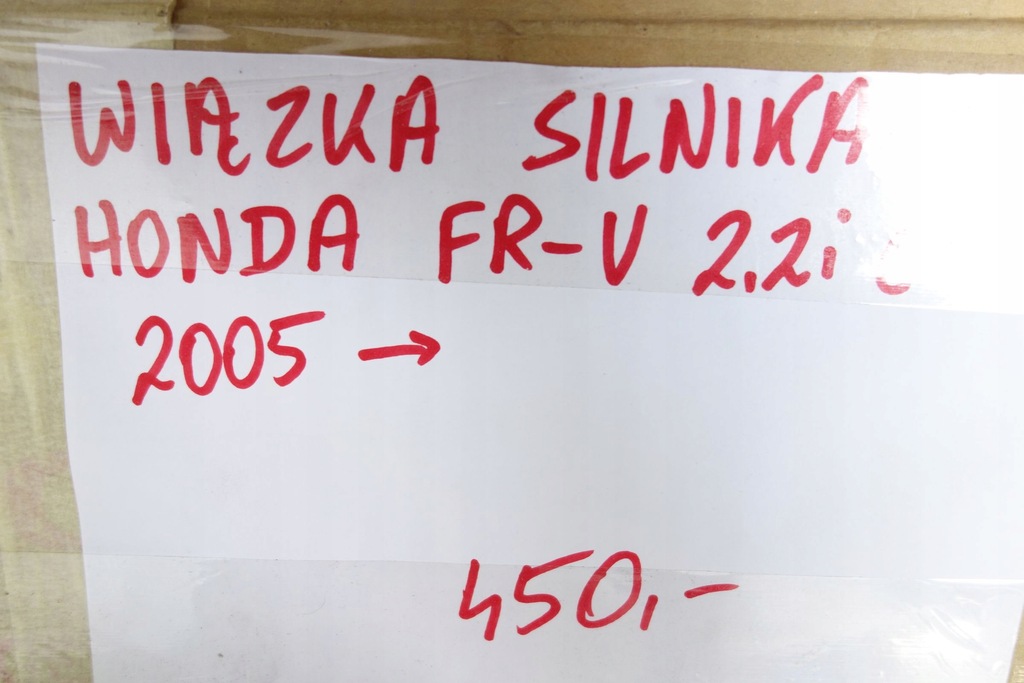 WIĄZKA SILNIKA
HONDA FR-V 2.2i
2005 →
450,-